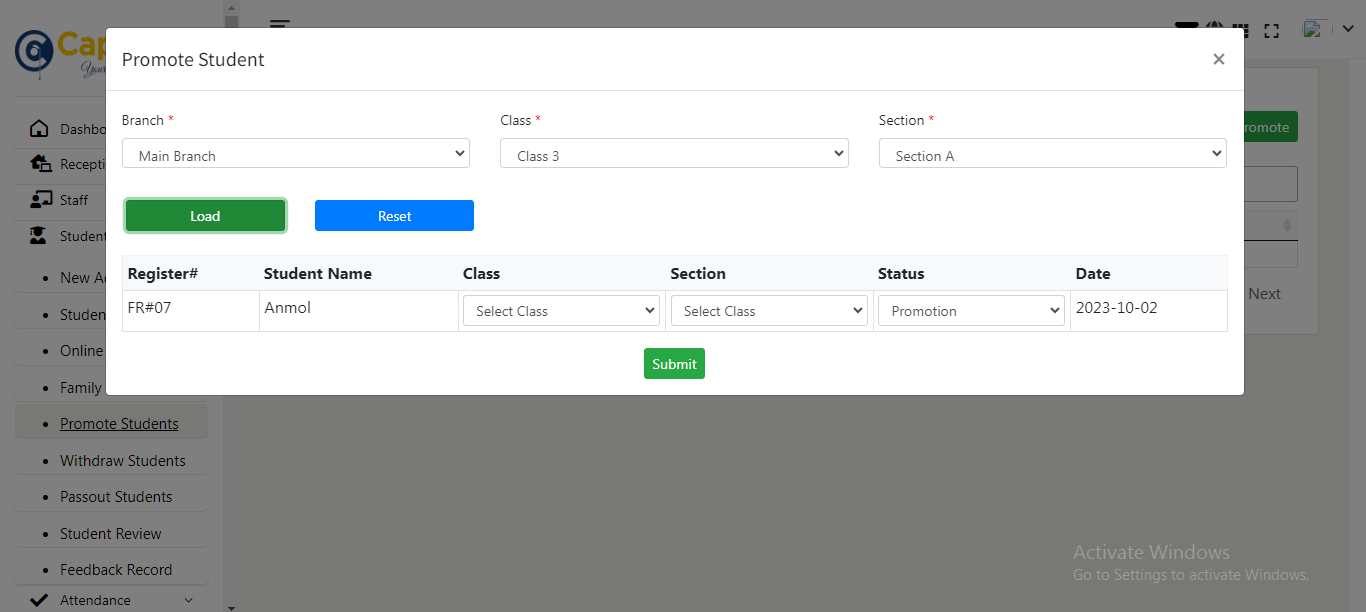 Cap
Your
Promote Student
×
Branch *
Class *
Section *
Main Branch
Class 3
Section A
Load
Reset
Register# Student Name Class Section Status Date
FR#07 Anmol Select Class Select Class Promotion 2023-10-02
Submit
Dashbo
Recepti
Staff
Student
New A
Studen
Online
Family
Promote Students
Withdraw Students
Passout Students
Student Review
Feedback Record
Attendance
romote
Next
Activate Windows
Go to Settings to activate Windows.